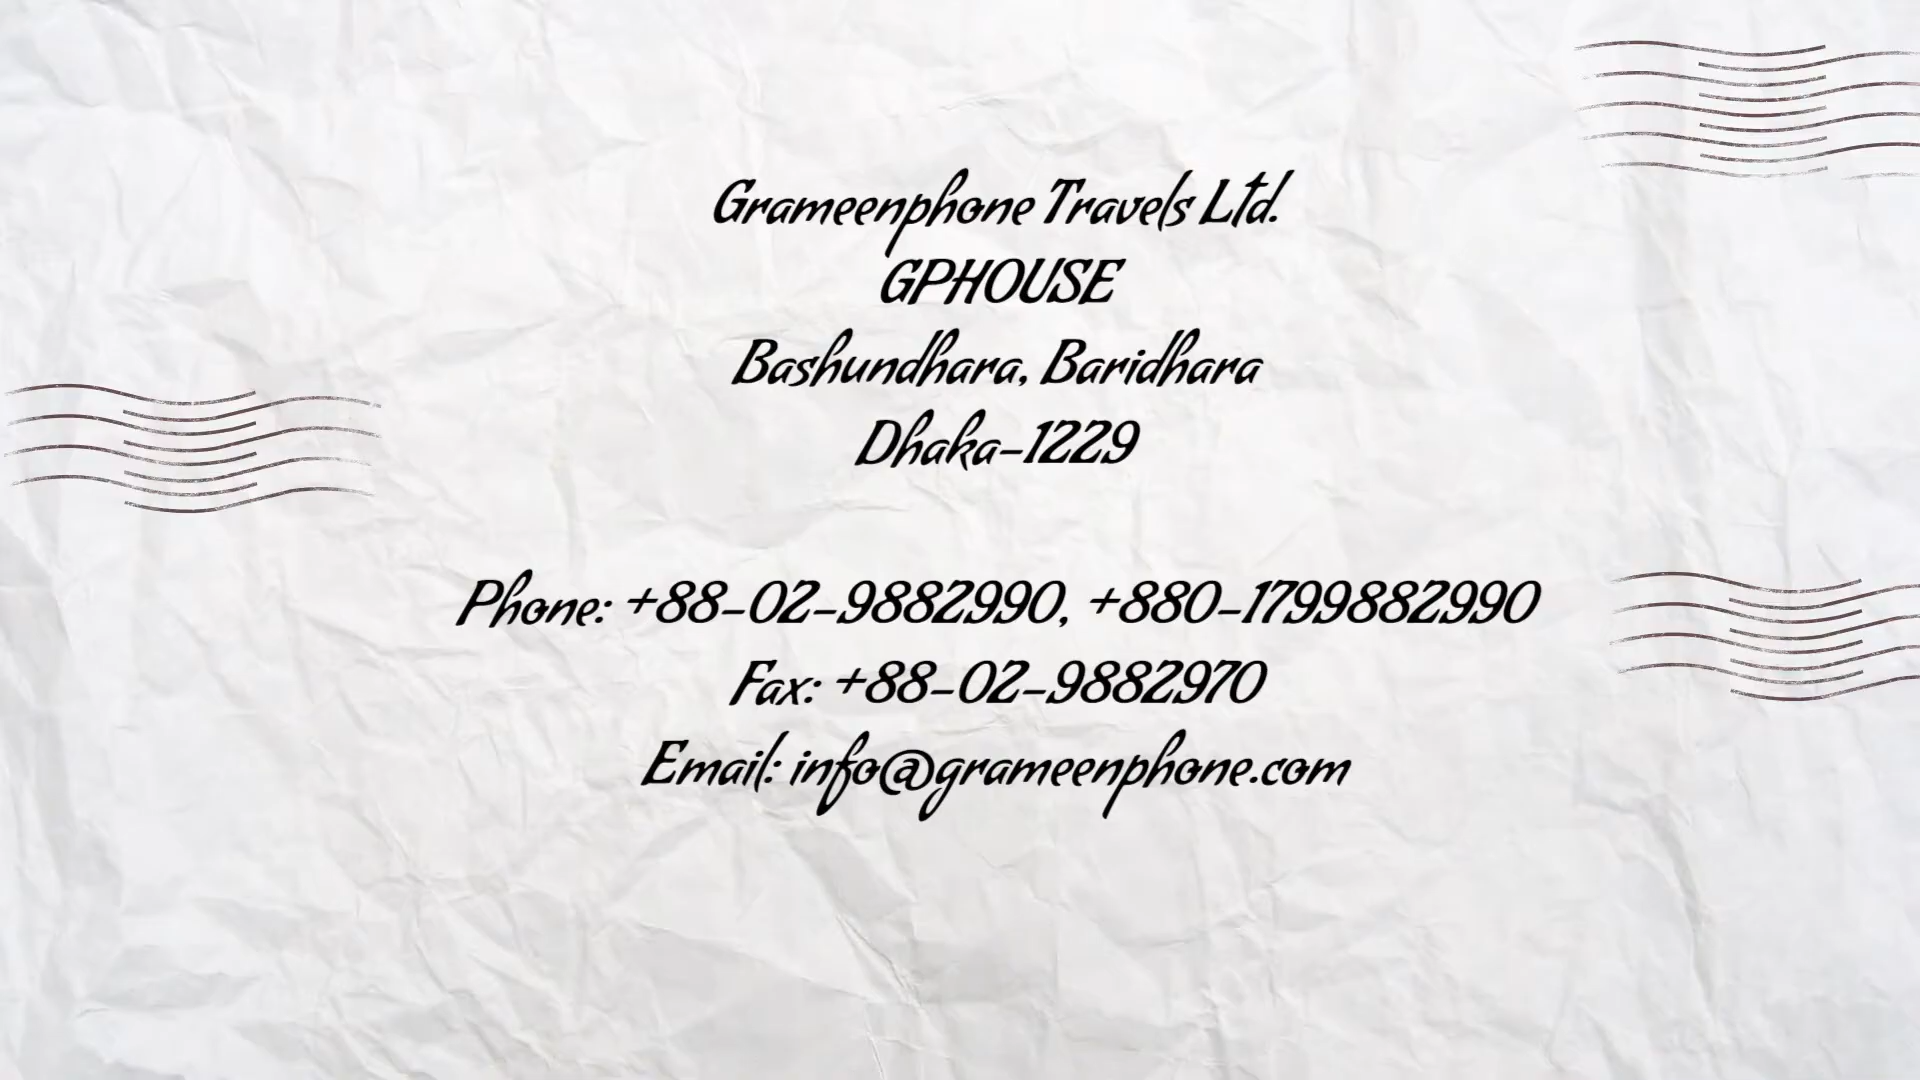 Grameenphone Travels Ltd.
GPHOUSE
Bashundhara, Baridhara
Dhaka-1229
Phone: +88-02-9882990, +880-1799882990
Fax: +88-02-9882970
Email: info@grameenphone.com